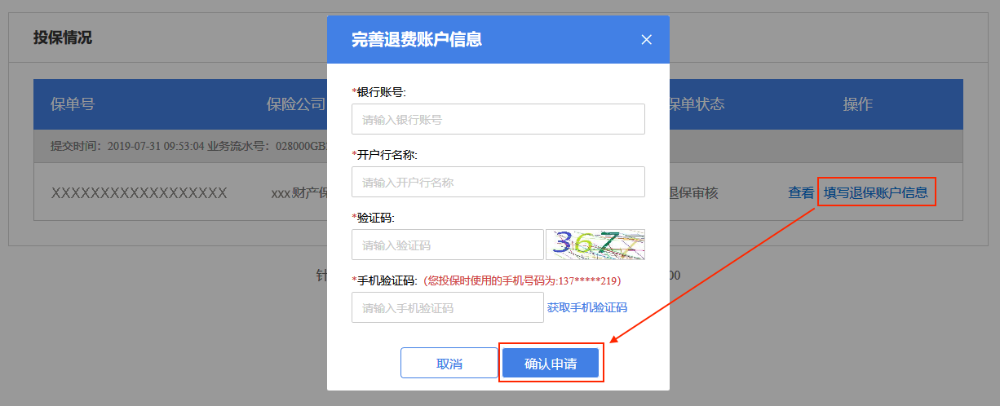 投保情况
完善退费账户信息
保单号 保险公司 保单状态 操作
*银行账号:
请输入银行账号
提交时间：2019-07-31 09:53:04 业务流水号：028000GB
*开户行名称:
请输入开户行名称
XXXXXXXXXXXXXXXXXX xxx财产保 退保审核 查看 填写退保账户信息
*验证码:
请输入验证码
针
00
*手机验证码:（您投保时使用的手机号码为:137*****219）
请输入手机验证码 获取手机验证码
取消 确认申请